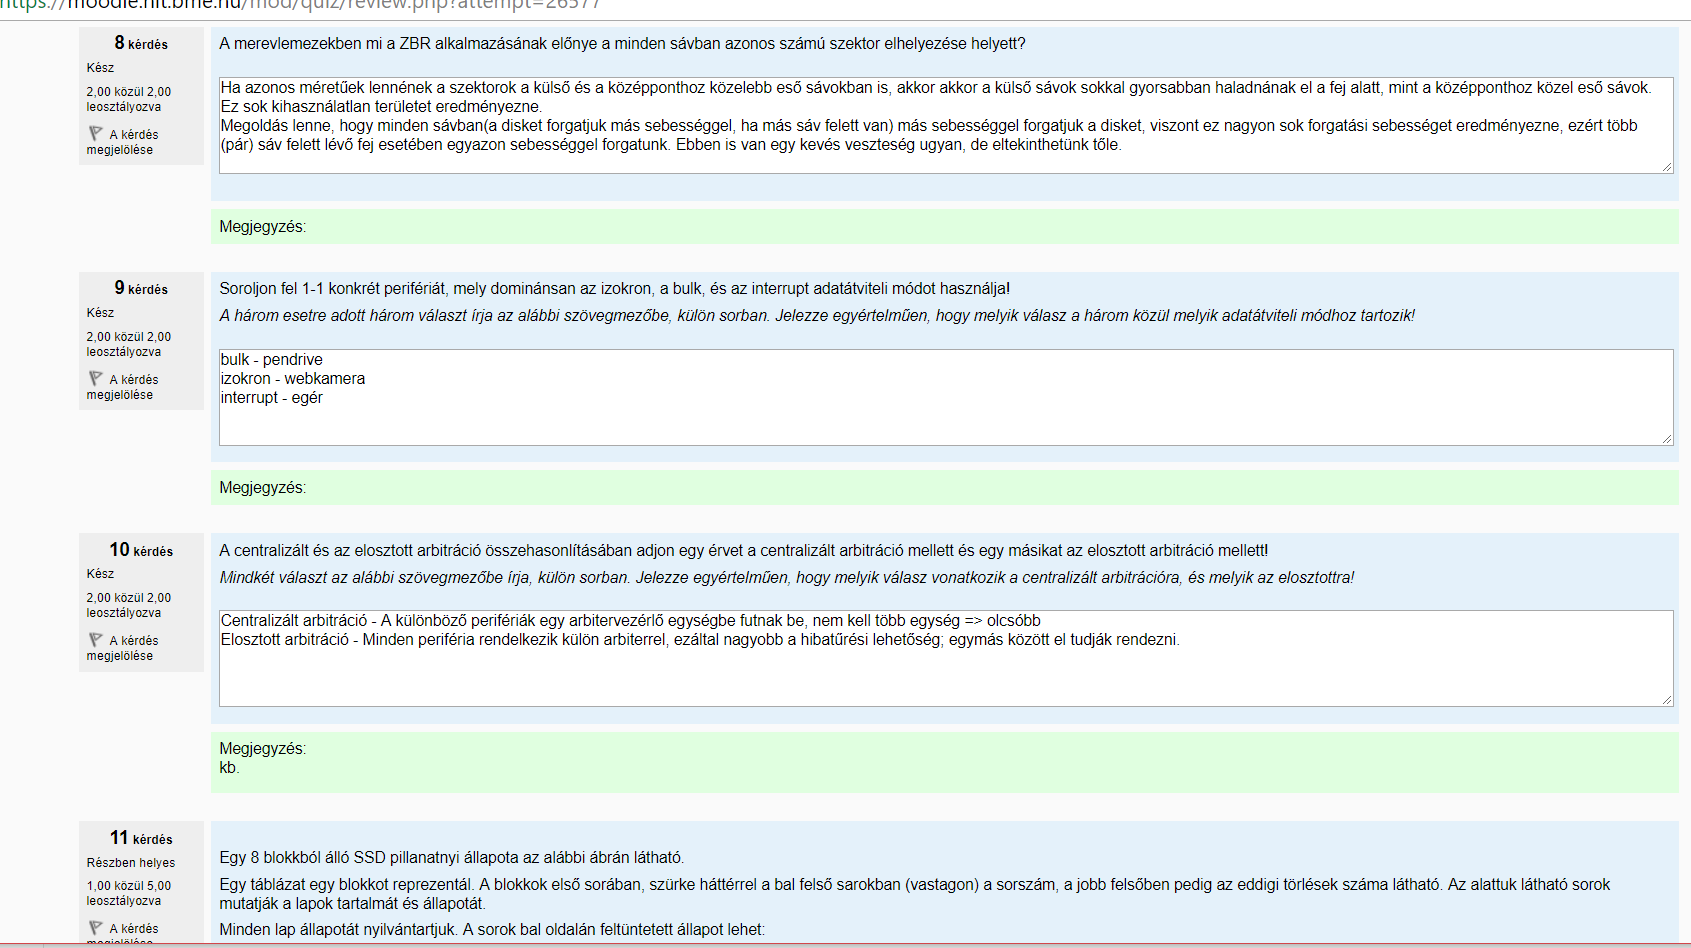 https://moodle.hit.bme.hu/mod/quiz/review.php?attempt=26577
8 kérdés
Kész
2,00 közül 2,00
leosztályozva
A kérdés
megjelölése
A merevlemezekben mi a ZBR alkalmazásának előnye a minden sávban azonos számú szektor elhelyezése helyett?
Ha azonos méretűek lennének a szektorok a külső és a középponthoz közelebb eső sávokban is, akkor akkor a külső sávok sokkal gyorsabban haladnának el a fej alatt, mint a középponthoz közel eső sávok.
Ez sok kihasználatlan területet eredményezne.
Megoldás lenne, hogy minden sávban(a disket forgatjuk más sebességgel, ha más sáv felett van) más sebességgel forgatjuk a disket, viszont ez nagyon sok forgatási sebességet eredményezne, ezért több
(pár) sáv felett lévő fej esetében egyazon sebességgel forgatunk. Ebben is van egy kevés veszteség ugyan, de eltekinthetünk tőle.
Megjegyzés:
9 kérdés
Kész
2,00 közül 2,00
leosztályozva
A kérdés
megjelölése
Soroljon fel 1-1 konkrét perifériát, mely dominánsan az izokron, a bulk, és az interrupt adatátviteli módot használja!
A három esetre adott három választ írja az alábbi szövegmezőbe, külön sorban. Jelezze egyértelműen, hogy melyik válasz a három közül melyik adatátviteli módhoz tartozik!
bulk - pendrive
izokron - webkamera
interrupt - egér
Megjegyzés:
10 kérdés
Kész
2,00 közül 2,00
leosztályozva
A kérdés
megjelölése
A centralizált és az elosztott arbitráció összehasonlításában adjon egy érvet a centralizált arbitráció mellett és egy másikat az elosztott arbitráció mellett!
Mindkét választ az alábbi szövegmezőbe írja, külön sorban. Jelezze egyértelműen, hogy melyik válasz vonatkozik a centralizált arbitrációra, és melyik az elosztottra!
Centralizált arbitráció - A különböző perifériák egy arbitervezérlő egységbe futnak be, nem kell több egység => olcsóbb
Elosztott arbitráció - Minden periféria rendelkezik külön arbiterrel, ezáltal nagyobb a hibatűrési lehetőség; egymás között el tudják rendezni.
Megjegyzés:
kb.
11 kérdés
Részben helyes
1,00 közül 5,00
leosztályozva
A kérdés
megjelölése
Egy 8 blokkból álló SSD pillanatnyi állapota az alábbi ábrán látható.
Egy táblázat egy blokkot reprezentál. A blokkok első sorában, szürke háttérrel a bal felső sarokban (vastagon) a sorszám, a jobb felsőben pedig az eddigi törlések száma látható. Az alattuk látható sorok
mutatják a lapok tartalmát és állapotát.
Minden lap állapotát nyilvántartjuk. A sorok bal oldalán feltüntetett állapot lehet: